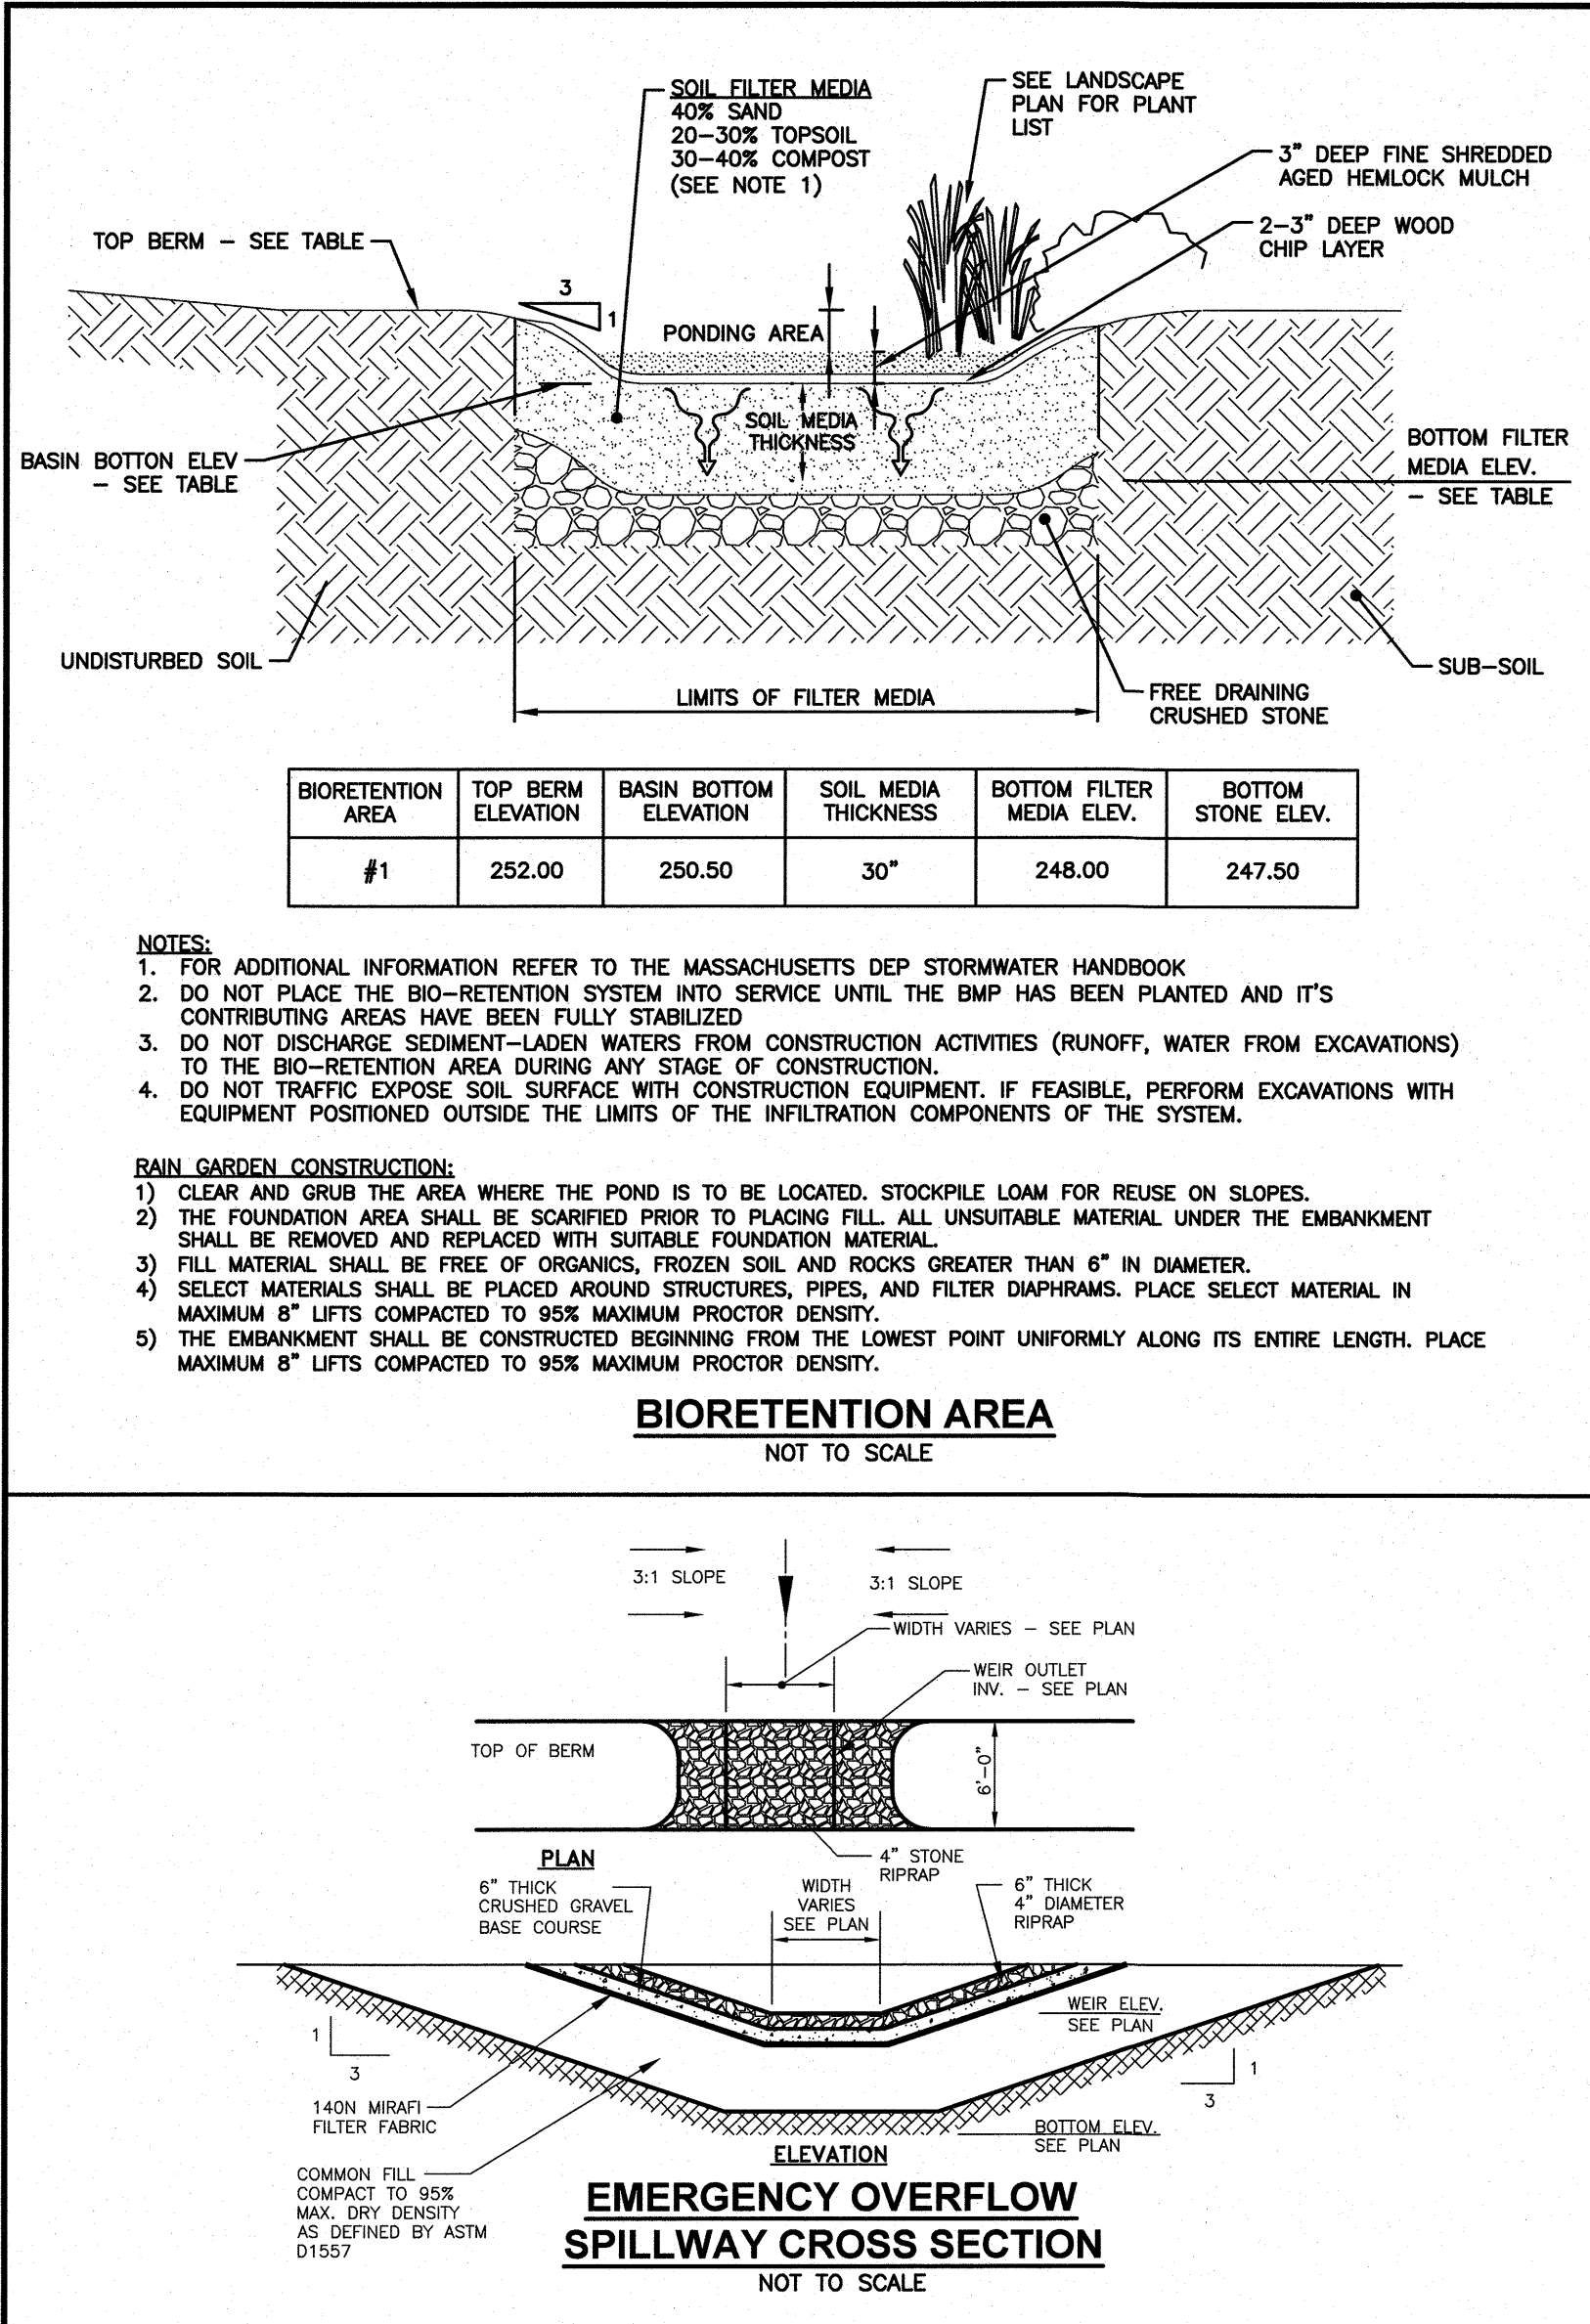 SOIL FILTER MEDIA
40% SAND
20-30% TOPSOIL
30-40% COMPOST
(SEE NOTE 1)
SEE LANDSCAPE
PLAN FOR PLANT
LIST
3" DEEP FINE SHREDDED
AGED HEMLOCK MULCH
2-3" DEEP WOOD
CHIP LAYER
TOP BERM - SEE TABLE
3
1
PONDING AREA
SOIL MEDIA
THICKNESS
BASIN BOTTON ELEV
- SEE TABLE
BOTTOM FILTER
MEDIA ELEV.
- SEE TABLE
UNDISTURBED SOIL
SUB-SOIL
LIMITS OF FILTER MEDIA
FREE DRAINING
CRUSHED STONE
BIORETENTION AREA
TOP BERM ELEVATION
BASIN BOTTOM ELEVATION
SOIL MEDIA THICKNESS
BOTTOM FILTER MEDIA ELEV.
BOTTOM STONE ELEV.
#1 252.00 250.50 30" 248.00 247.50
NOTES:
1. FOR ADDITIONAL INFORMATION REFER TO THE MASSACHUSETTS DEP STORMWATER HANDBOOK
2. DO NOT PLACE THE BIO-RETENTION SYSTEM INTO SERVICE UNTIL THE BMP HAS BEEN PLANTED AND IT'S
CONTRIBUTING AREAS HAVE BEEN FULLY STABILIZED
3. DO NOT DISCHARGE SEDIMENT-LADEN WATERS FROM CONSTRUCTION ACTIVITIES (RUNOFF, WATER FROM EXCAVATIONS)
TO THE BIO-RETENTION AREA DURING ANY STAGE OF CONSTRUCTION.
4. DO NOT TRAFFIC EXPOSE SOIL SURFACE WITH CONSTRUCTION EQUIPMENT. IF FEASIBLE, PERFORM EXCAVATIONS WITH
EQUIPMENT POSITIONED OUTSIDE THE LIMITS OF THE INFILTRATION COMPONENTS OF THE SYSTEM.
RAIN GARDEN CONSTRUCTION:
1) CLEAR AND GRUB THE AREA WHERE THE POND IS TO BE LOCATED. STOCKPILE LOAM FOR REUSE ON SLOPES.
2) THE FOUNDATION AREA SHALL BE SCARIFIED PRIOR TO PLACING FILL. ALL UNSUITABLE MATERIAL UNDER THE EMBANKMENT
SHALL BE REMOVED AND REPLACED WITH SUITABLE FOUNDATION MATERIAL.
3) FILL MATERIAL SHALL BE FREE OF ORGANICS, FROZEN SOIL AND ROCKS GREATER THAN 6" IN DIAMETER.
4) SELECT MATERIALS SHALL BE PLACED AROUND STRUCTURES, PIPES, AND FILTER DIAPHRAMS. PLACE SELECT MATERIAL IN
MAXIMUM 8" LIFTS COMPACTED TO 95% MAXIMUM PROCTOR DENSITY.
5) THE EMBANKMENT SHALL BE CONSTRUCTED BEGINNING FROM THE LOWEST POINT UNIFORMLY ALONG ITS ENTIRE LENGTH. PLACE
MAXIMUM 8" LIFTS COMPACTED TO 95% MAXIMUM PROCTOR DENSITY.
BIORETENTION AREA
NOT TO SCALE
3:1 SLOPE
3:1 SLOPE
WIDTH VARIES - SEE PLAN
WEIR OUTLET
INV. - SEE PLAN
TOP OF BERM
6'-0"
PLAN
4" STONE
RIPRAP
6" THICK
CRUSHED GRAVEL
BASE COURSE
WIDTH
VARIES
SEE PLAN
6" THICK
4" DIAMETER
RIPRAP
WEIR ELEV.
SEE PLAN
1
3
1
3
140N MIRAFI
FILTER FABRIC
BOTTOM ELEV.
SEE PLAN
ELEVATION
COMMON FILL
COMPACT TO 95%
MAX. DRY DENSITY
AS DEFINED BY ASTM
D1557
EMERGENCY OVERFLOW
SPILLWAY CROSS SECTION
NOT TO SCALE